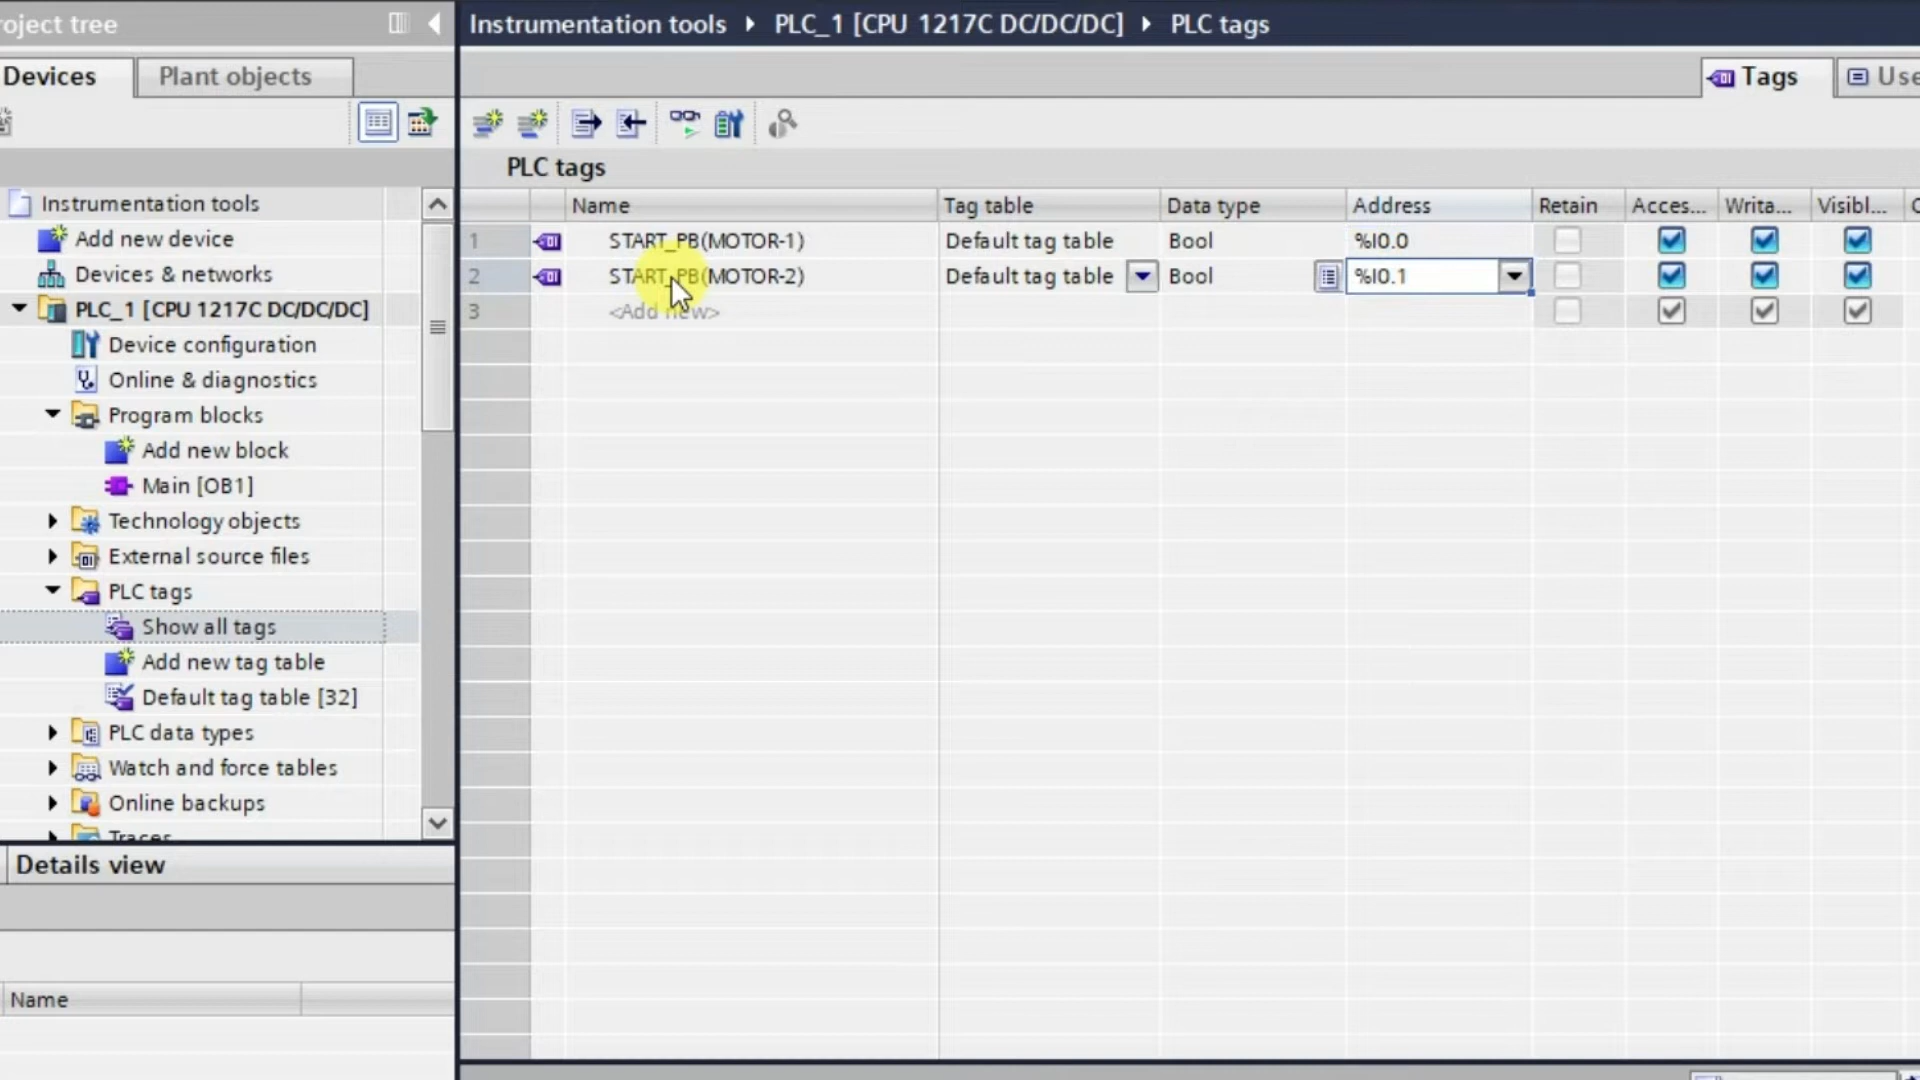 roject tree
Instrumentation tools ▸ PLC_1 [CPU 1217C DC/DC/DC] ▸ PLC tags
Devices
Plant objects
Tags
PLC tags
Name Tag table Data type Address Retain Acces... Writa... Visibl...
1 START_PB(MOTOR-1) Default tag table Bool %I0.0
2 START_PB(MOTOR-2) Default tag table Bool %I0.1
3 <Add new>
Instrumentation tools
Add new device
Devices & networks
PLC_1 [CPU 1217C DC/DC/DC]
Device configuration
Online & diagnostics
Program blocks
Add new block
Main [OB1]
Technology objects
External source files
PLC tags
Show all tags
Add new tag table
Default tag table [32]
PLC data types
Watch and force tables
Online backups
Traces
Details view
Name